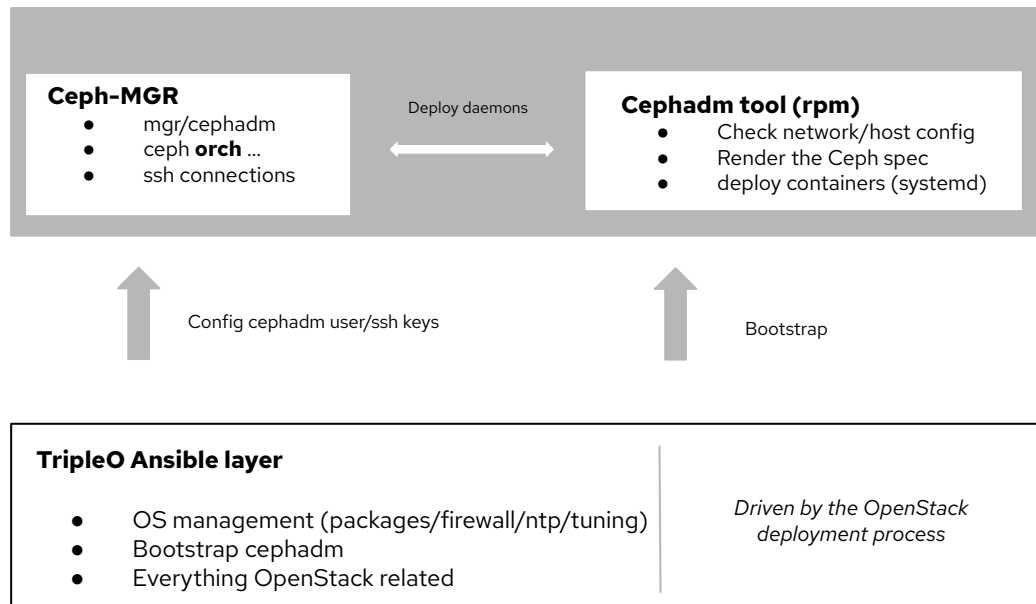 Ceph-MGR
● mgr/cephadm
● ceph orch ...
● ssh connections
Deploy daemons
Cephadm tool (rpm)
● Check network/host config
● Render the Ceph spec
● deploy containers (systemd)
Config cephadm user/ssh keys
Bootstrap
TripleO Ansible layer
● OS management (packages/firewall/ntp/tuning)
● Bootstrap cephadm
● Everything OpenStack related
Driven by the OpenStack
deployment process